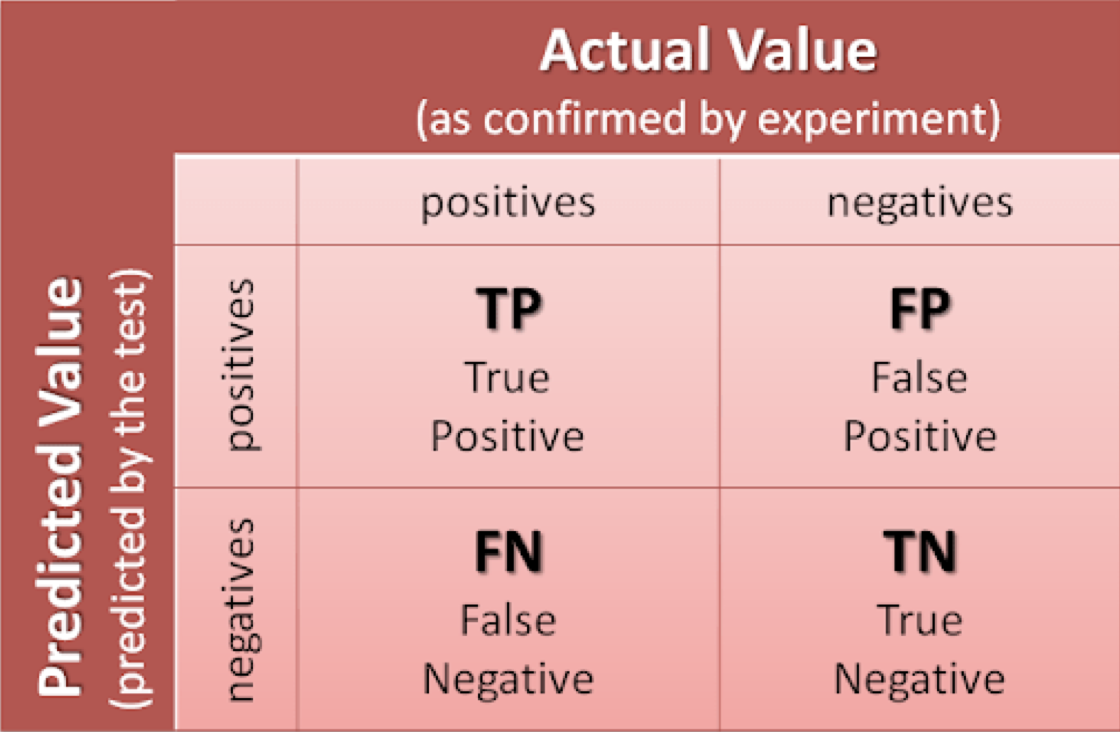 Actual Value
(as confirmed by experiment)
positives
negatives
Predicted Value
(predicted by the test)
positives
TP
True
Positive
FP
False
Positive
negatives
FN
False
Negative
TN
True
Negative